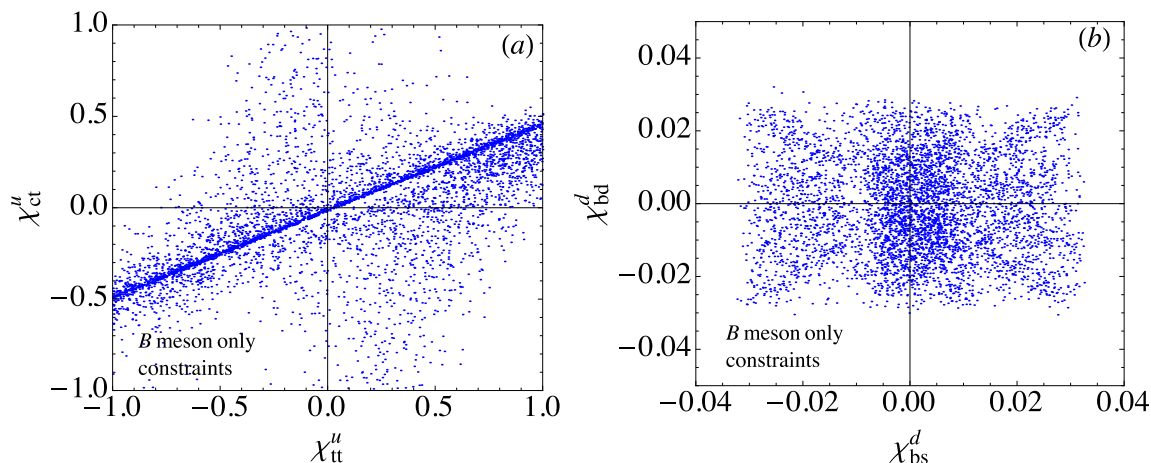 (a)
1.0
0.5
0.0
−0.5
−1.0
χ^u_ct
B meson only
constraints
−1.0 −0.5 0.0 0.5 1.0
χ^u_tt
(b)
0.04
0.02
0.00
−0.02
−0.04
χ^d_bd
B meson only
constraints
−0.04 −0.02 0.00 0.02 0.04
χ^d_bs